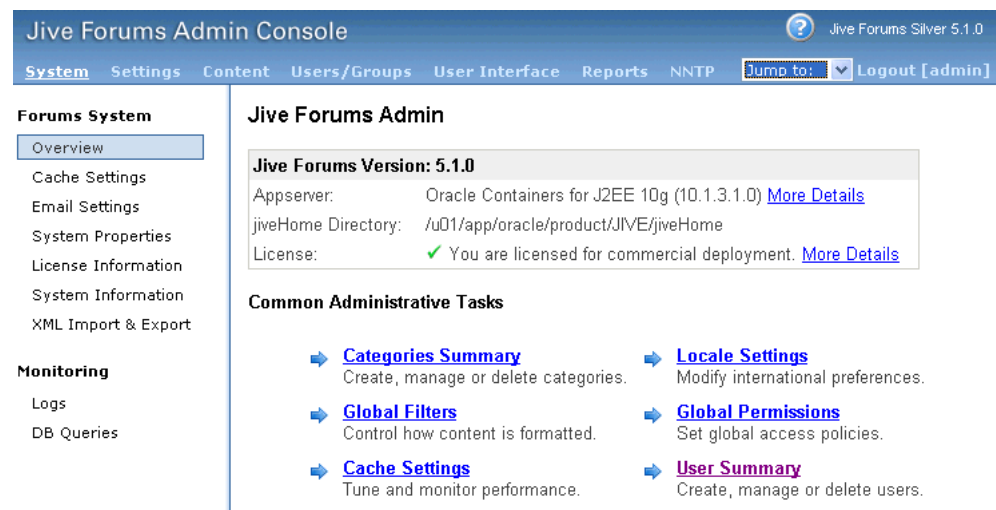 Jive Forums Admin Console
? Jive Forums Silver 5.1.0
System Settings Content Users/Groups User Interface Reports NNTP Jump to: Logout [admin]
Forums System
Overview
Cache Settings
Email Settings
System Properties
License Information
System Information
XML Import & Export
Monitoring
Logs
DB Queries
Jive Forums Admin
Jive Forums Version: 5.1.0
Appserver: Oracle Containers for J2EE 10g (10.1.3.1.0) More Details
jiveHome Directory: /u01/app/oracle/product/JIVE/jiveHome
License: ✓ You are licensed for commercial deployment. More Details
Common Administrative Tasks
Categories Summary
Create, manage or delete categories.
Locale Settings
Modify international preferences.
Global Filters
Control how content is formatted.
Global Permissions
Set global access policies.
Cache Settings
Tune and monitor performance.
User Summary
Create, manage or delete users.